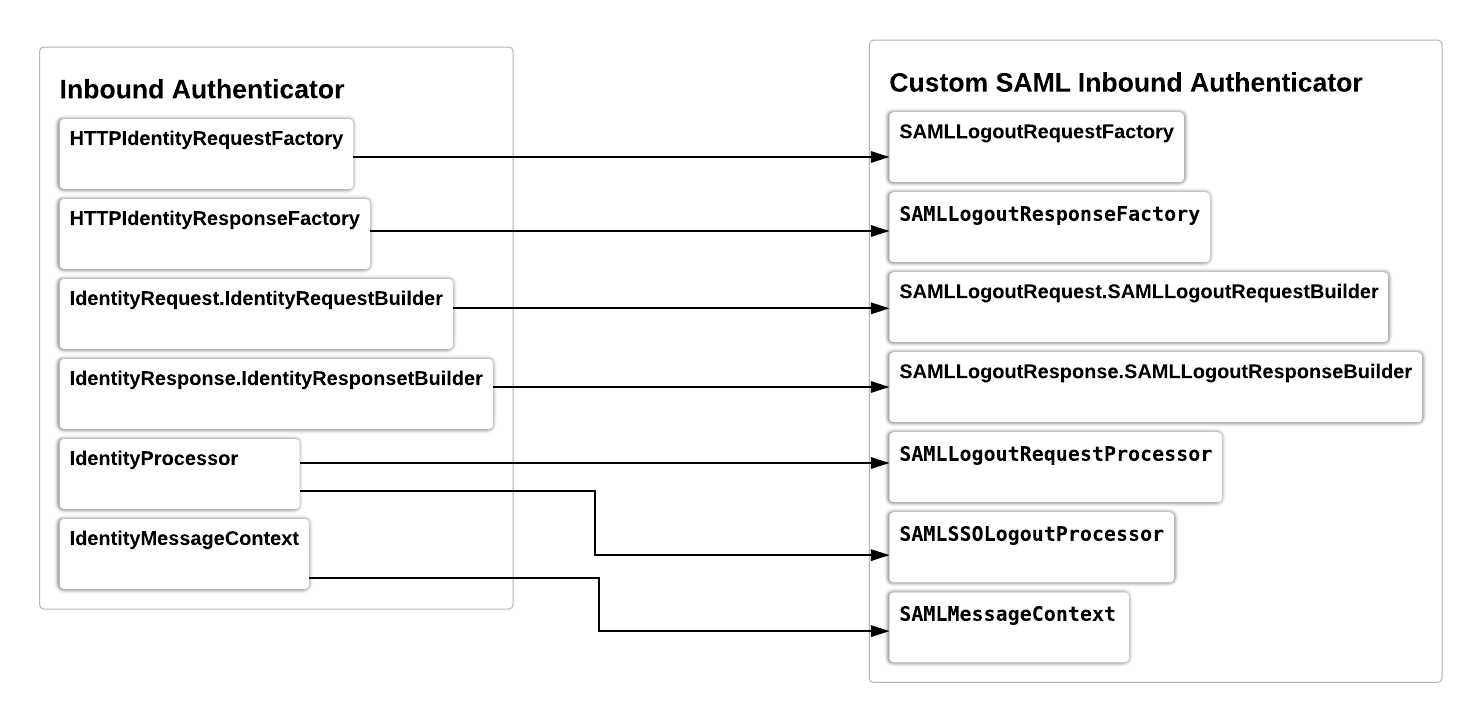 Inbound Authenticator
HTTPIdentityRequestFactory
HTTPIdentityResponseFactory
IdentityRequest.IdentityRequestBuilder
IdentityResponse.IdentityResponsetBuilder
IdentityProcessor
IdentityMessageContext
Custom SAML Inbound Authenticator
SAMLLogoutRequestFactory
SAMLLogoutResponseFactory
SAMLLogoutRequest.SAMLLogoutRequestBuilder
SAMLLogoutResponse.SAMLLogoutResponseBuilder
SAMLLogoutRequestProcessor
SAMLSSOLogoutProcessor
SAMLMessageContext